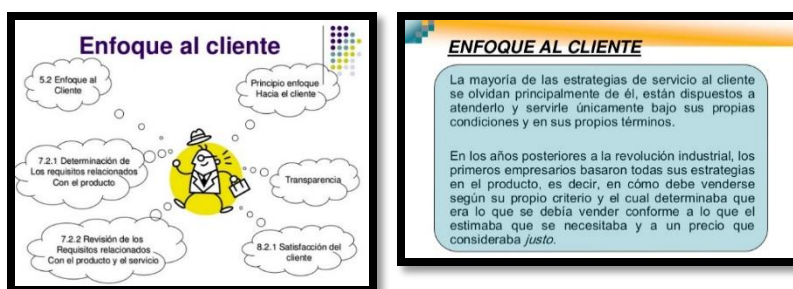 Enfoque al cliente
5.2 Enfoque al
Cliente
Principio enfoque
Hacia el cliente
7.2.1 Determinación de
Los requisitos relacionados
Con el producto
Transparencia
7.2.2 Revisión de los
Requisitos relacionados
Con el producto y el servicio
8.2.1 Satisfacción del
cliente
ENFOQUE AL CLIENTE
La mayoría de las estrategias de servicio al cliente
se olvidan principalmente de él, están dispuestos a
atenderlo y servirle únicamente bajo sus propias
condiciones y en sus propios términos.
En los años posteriores a la revolución industrial, los
primeros empresarios basaron todas sus estrategias
en el producto, es decir, en cómo debe venderse
según su propio criterio y el cual determinaba que
era lo que se debía vender conforme a lo que el
estimaba que se necesitaba y a un precio que
consideraba justo.